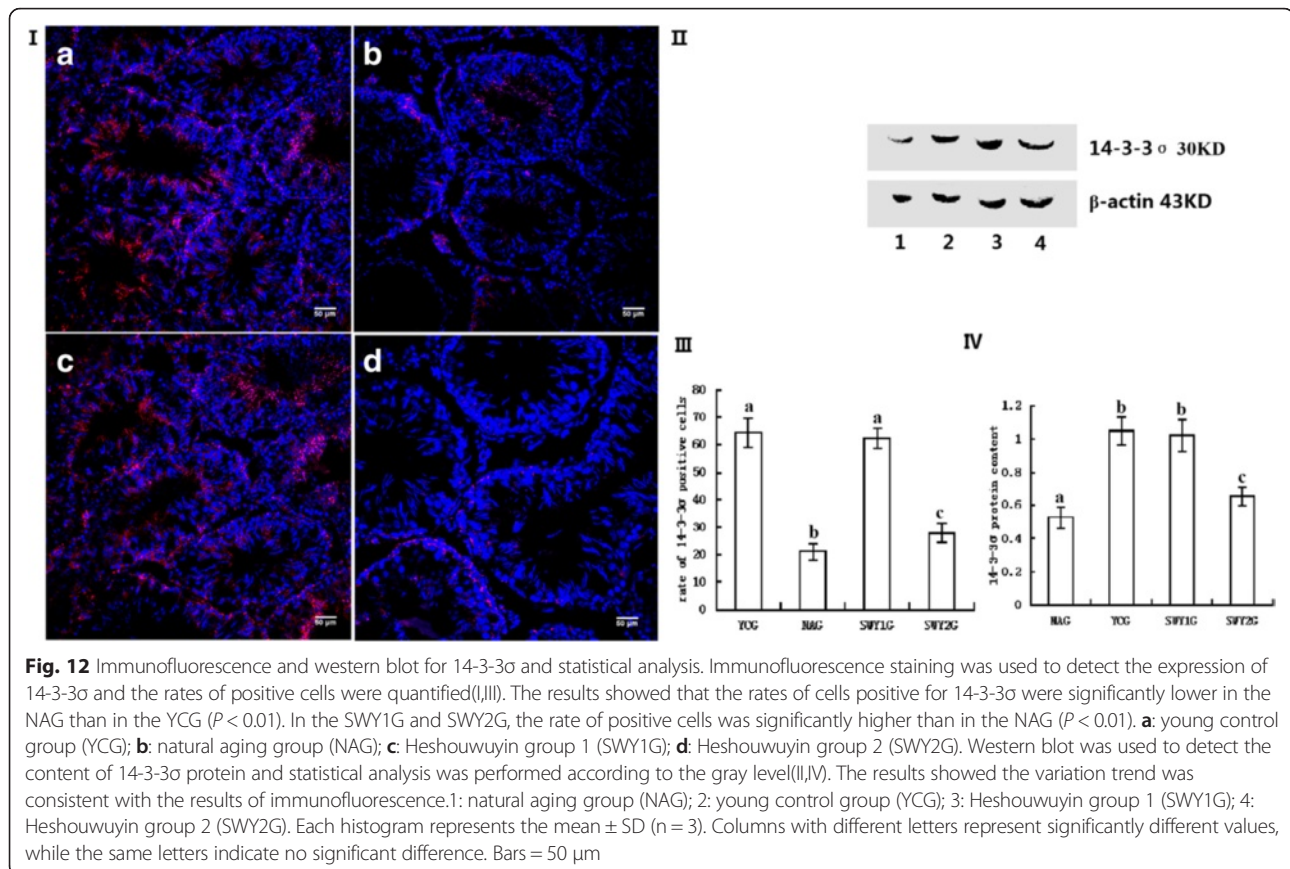 I
a
b
50 µm
50 µm
c
d
50 µm
50 µm
II
14-3-3σ 30KD
β-actin 43KD
1 2 3 4
III
rate of 14-3-3σ positive cells
80
70
60
50
40
30
20
10
0
a
b
a
c
YCG NAG SWY1G SWY2G
IV
14-3-3σ protein content
1.2
1
0.8
0.6
0.4
0.2
0
a
b
b
c
NAG YCG SWY1G SWY2G
Fig. 12 Immunofluorescence and western blot for 14-3-3σ and statistical analysis. Immunofluorescence staining was used to detect the expression of
14-3-3σ and the rates of positive cells were quantified(I,III). The results showed that the rates of cells positive for 14-3-3σ were significantly lower in the
NAG than in the YCG (P < 0.01). In the SWY1G and SWY2G, the rate of positive cells was significantly higher than in the NAG (P < 0.01). a: young control
group (YCG); b: natural aging group (NAG); c: Heshouwuyin group 1 (SWY1G); d: Heshouwuyin group 2 (SWY2G). Western blot was used to detect the
content of 14-3-3σ protein and statistical analysis was performed according to the gray level(II,IV). The results showed the variation trend was
consistent with the results of immunofluorescence.1: natural aging group (NAG); 2: young control group (YCG); 3: Heshouwuyin group 1 (SWY1G); 4:
Heshouwuyin group 2 (SWY2G). Each histogram represents the mean ± SD (n = 3). Columns with different letters represent significantly different values,
while the same letters indicate no significant difference. Bars = 50 µm